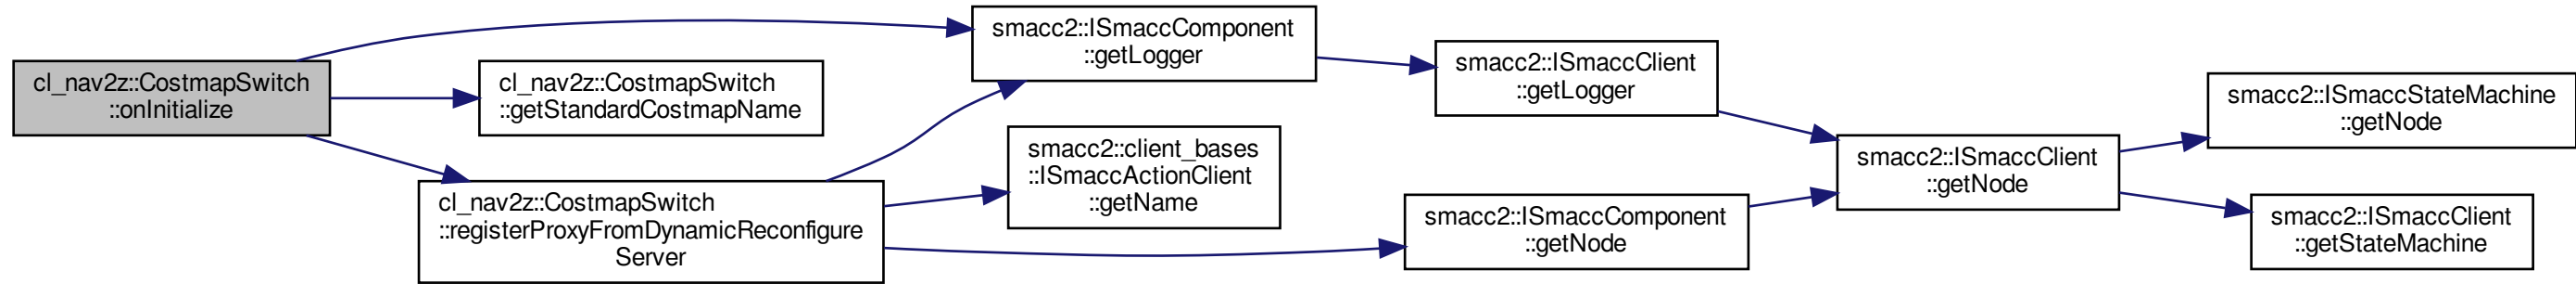 cl_nav2z::CostmapSwitch
::onInitialize
smacc2::ISmaccComponent
::getLogger
cl_nav2z::CostmapSwitch
::getStandardCostmapName
cl_nav2z::CostmapSwitch
::registerProxyFromDynamicReconfigure
Server
smacc2::client_bases
::ISmaccActionClient
::getName
smacc2::ISmaccComponent
::getNode
smacc2::ISmaccClient
::getLogger
smacc2::ISmaccClient
::getNode
smacc2::ISmaccStateMachine
::getNode
smacc2::ISmaccClient
::getStateMachine